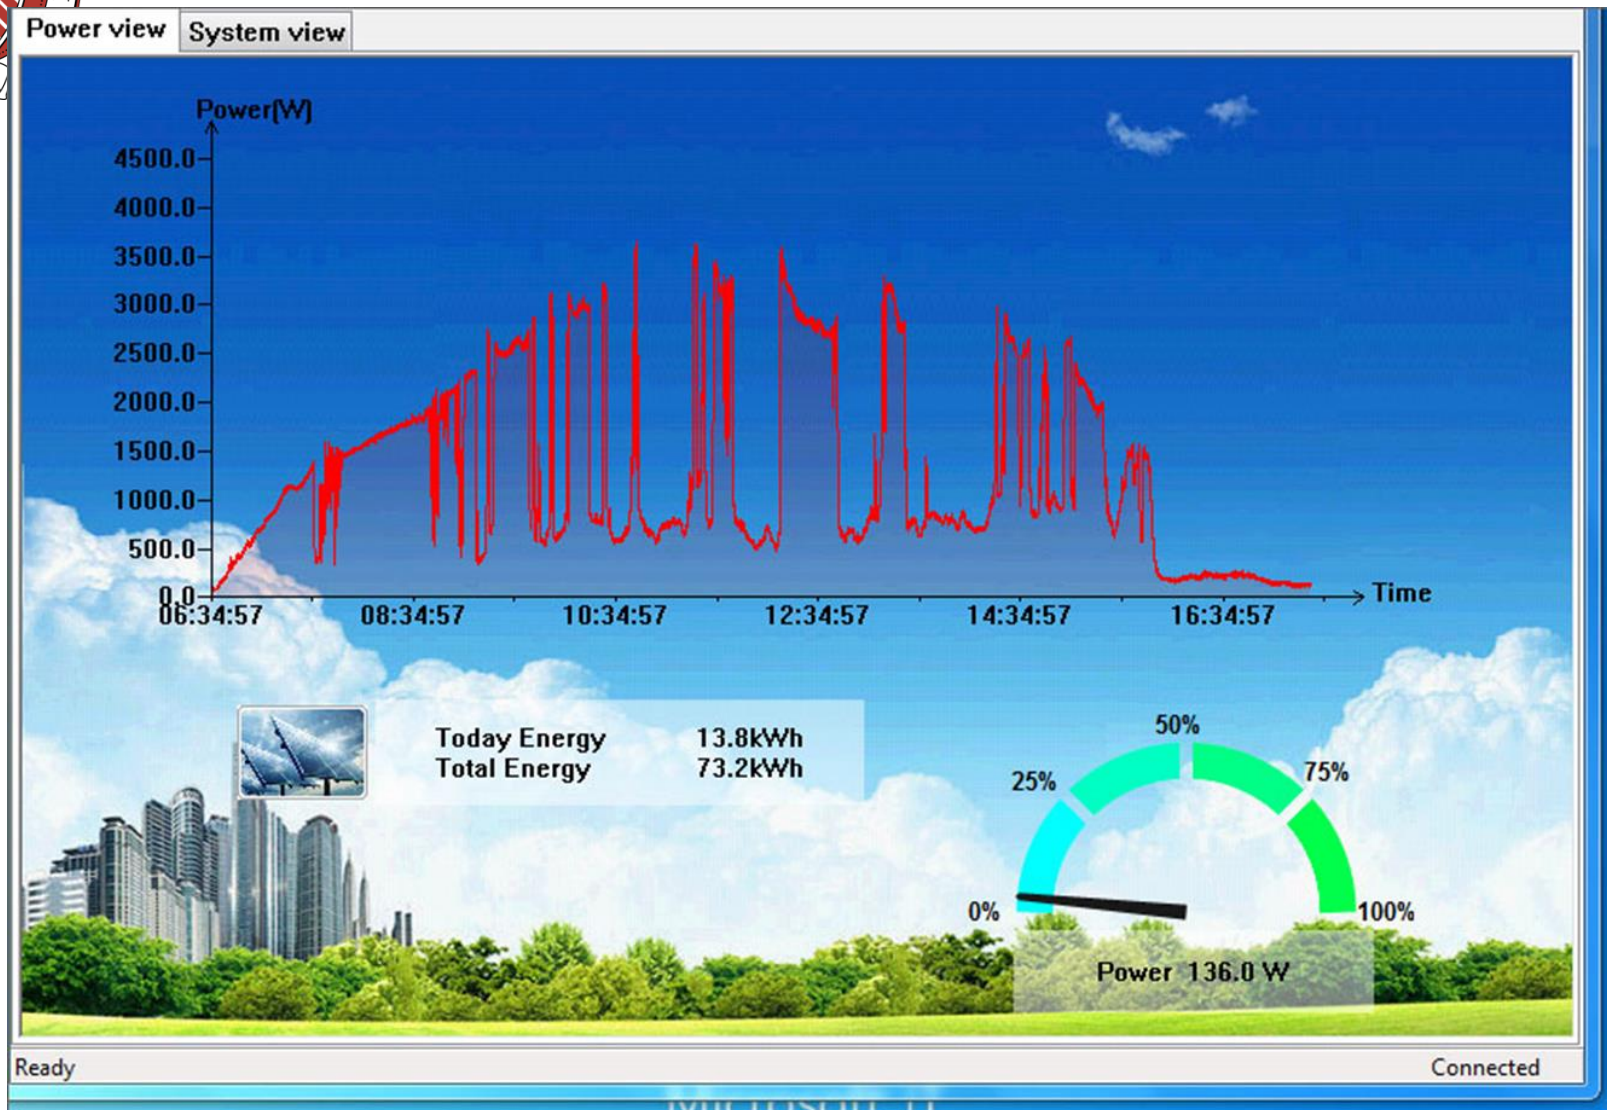 Power view System view
Power(W)
4500.0
4000.0
3500.0
3000.0
2500.0
2000.0
1500.0
1000.0
500.0
0.0
Time
06:34:57 08:34:57 10:34:57 12:34:57 14:34:57 16:34:57
Today Energy 13.8kWh
Total Energy 73.2kWh
0% 25% 50% 75% 100%
Power 136.0 W
Ready Connected